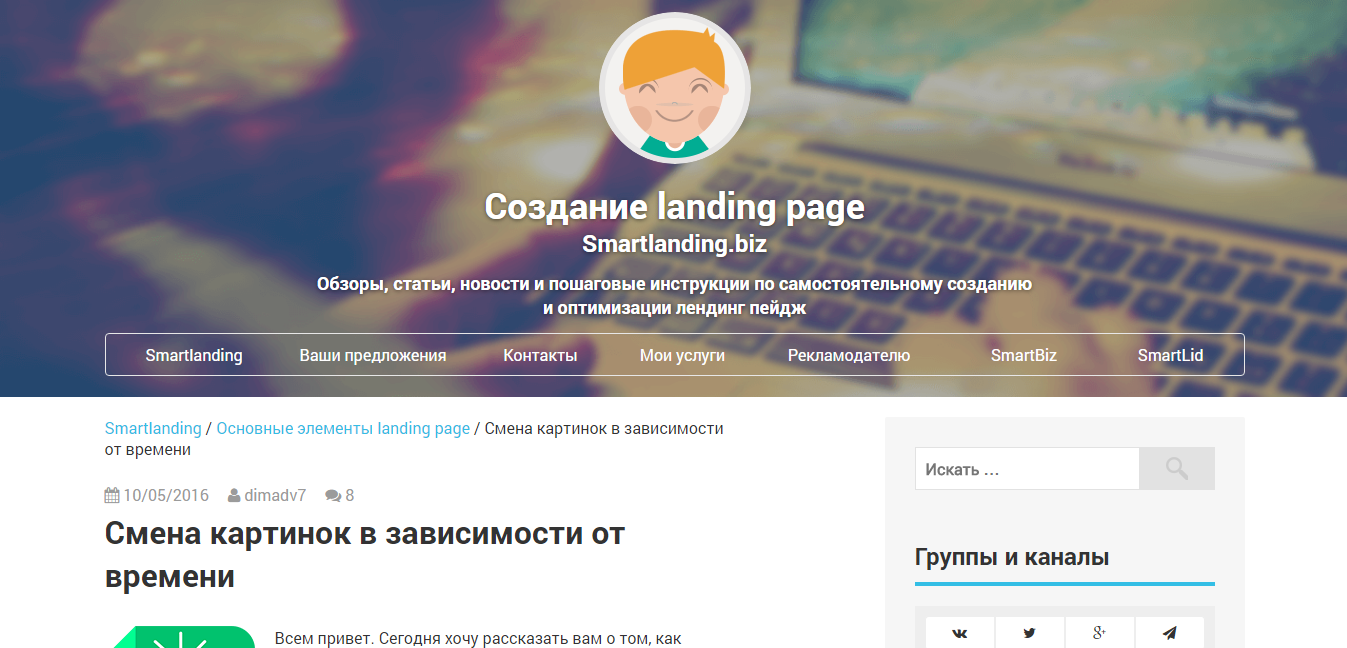 Создание landing page
Smartlanding.biz
Обзоры, статьи, новости и пошаговые инструкции по самостоятельному созданию
и оптимизации лендинг пейдж
Smartlanding Ваши предложения Контакты Мои услуги Рекламодателю SmartBiz SmartLid
Smartlanding / Основные элементы landing page / Смена картинок в зависимости
от времени
10/05/2016 dimadv7 8
Смена картинок в зависимости от
времени
Всем привет. Сегодня хочу рассказать вам о том, как
Искать …
Группы и каналы